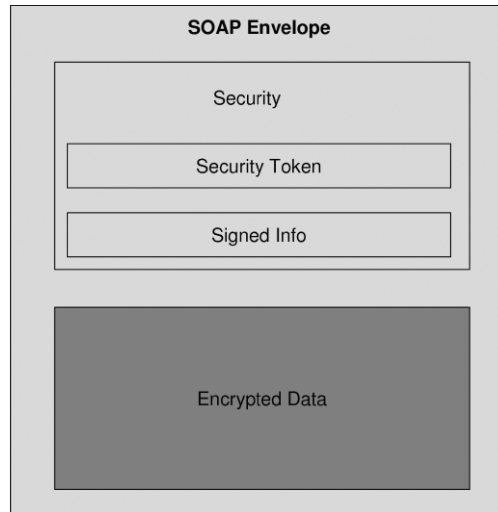 SOAP Envelope
Security
Security Token
Signed Info
Encrypted Data